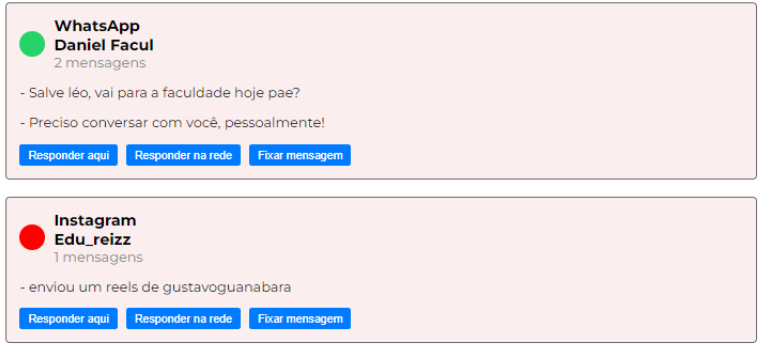 WhatsApp
Daniel Facul
2 mensagens
- Salve léo, vai para a faculdade hoje pae?
- Preciso conversar com você, pessoalmente!
Responder aqui Responder na rede Fixar mensagem
Instagram
Edu_reizz
1 mensagens
- enviou um reels de gustavoguanabara
Responder aqui Responder na rede Fixar mensagem